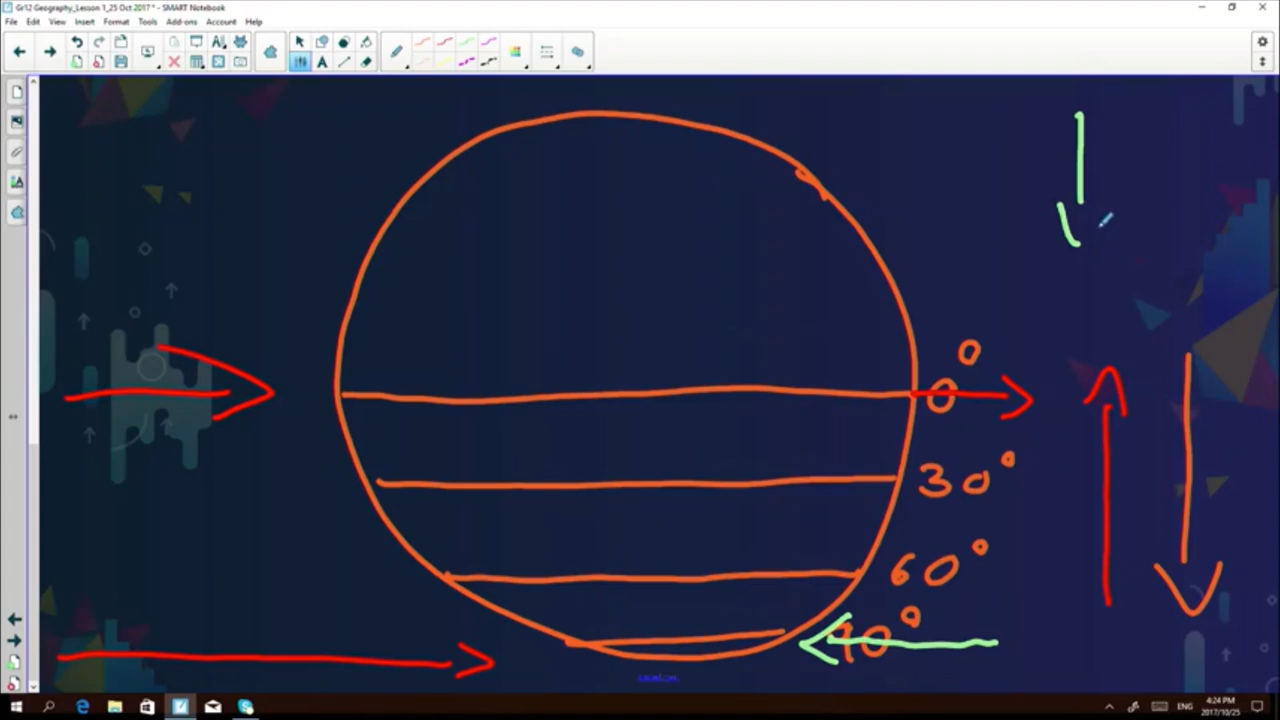 Gr12 Geography_Lesson 1_25 Oct 2017 * - SMART Notebook
File Edit View Insert Format Tools Add-ons Account Help
0°
30°
60°
90°
ENG
4:24 PM
2017/10/25